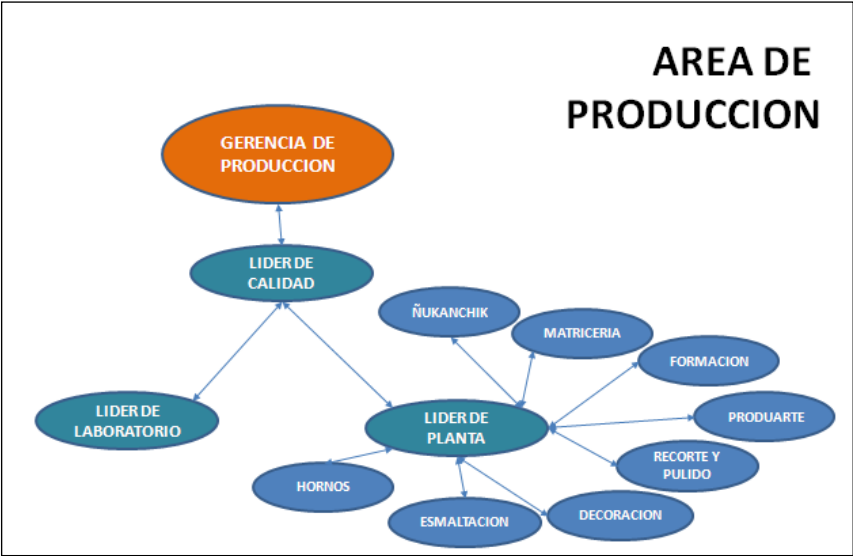 AREA DE
PRODUCCION
GERENCIA DE
PRODUCCION
LIDER DE
CALIDAD
ÑUKANCHIK
MATRICERIA
FORMACION
LIDER DE
LABORATORIO
LIDER DE
PLANTA
PRODUARTE
RECORTE Y
PULIDO
HORNOS
ESMALTACION
DECORACION